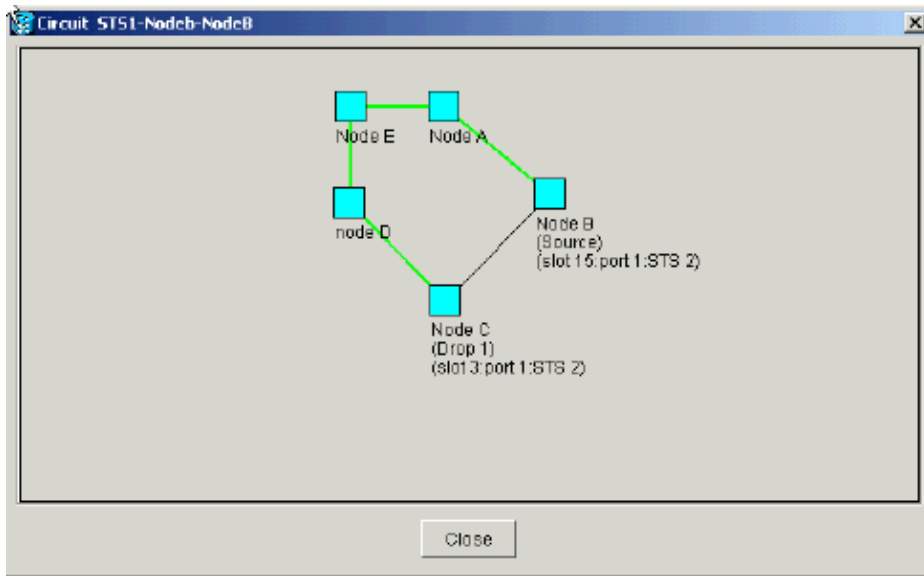 Circuit STS1-Nodeb-NodeB
Node E
Node A
node D
Node B
(Source)
(slot 15:port 1:STS 2)
Node C
(Drop 1)
(slot 3:port 1:STS 2)
Close